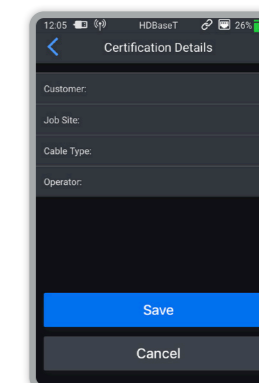 12:05 HDBaseT 26%
Certification Details
Customer:
Job Site:
Cable Type:
Operator:
Save
Cancel